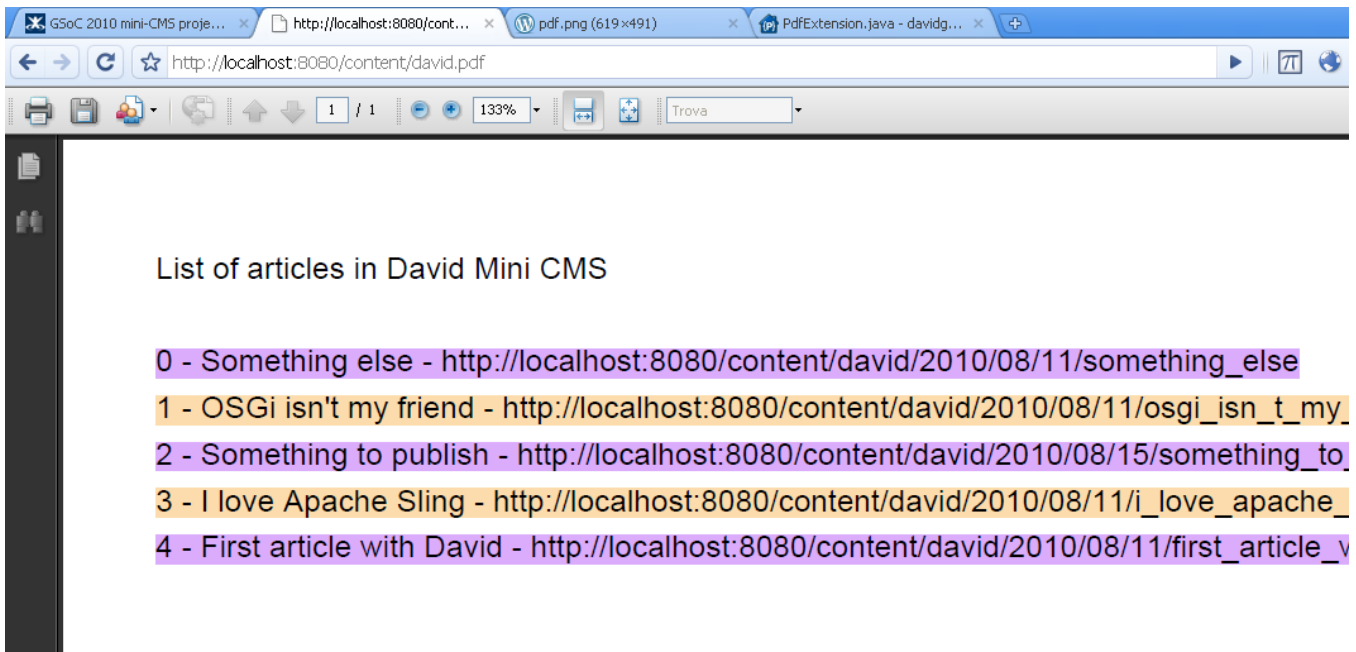 GSoC 2010 mini-CMS proje... http://localhost:8080/cont... pdf.png (619×491) PdfExtension.java - davidg...
http://localhost:8080/content/david.pdf
1 / 1 133% Trova
List of articles in David Mini CMS
0 - Something else - http://localhost:8080/content/david/2010/08/11/something_else
1 - OSGi isn't my friend - http://localhost:8080/content/david/2010/08/11/osgi_isn_t_my_
2 - Something to publish - http://localhost:8080/content/david/2010/08/15/something_to_
3 - I love Apache Sling - http://localhost:8080/content/david/2010/08/11/i_love_apache_
4 - First article with David - http://localhost:8080/content/david/2010/08/11/first_article_